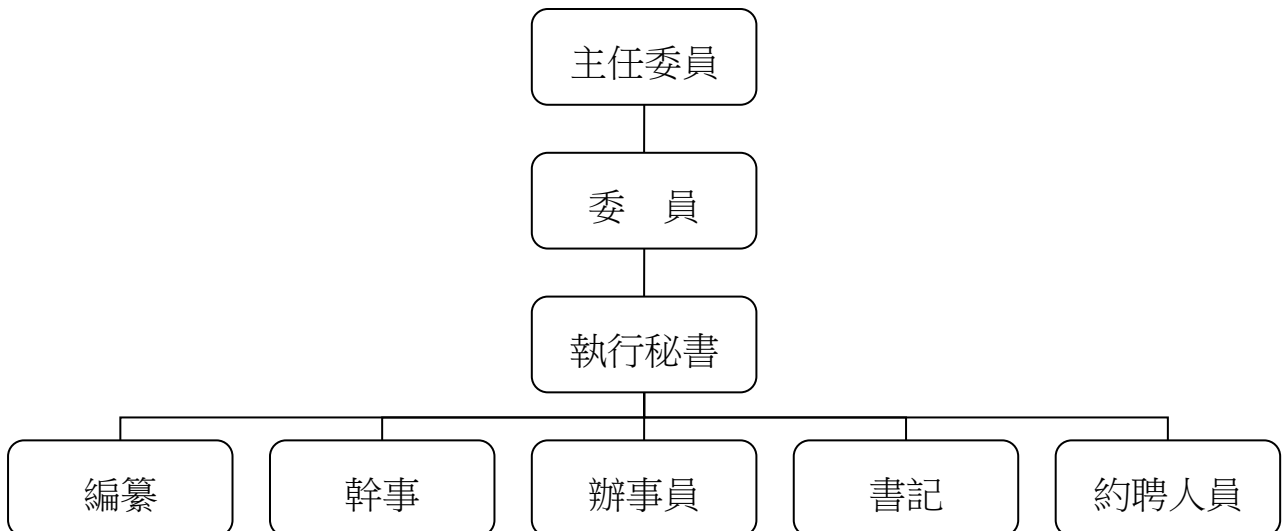 主任委員
委　員
執行秘書
編纂
幹事
辦事員
書記
約聘人員